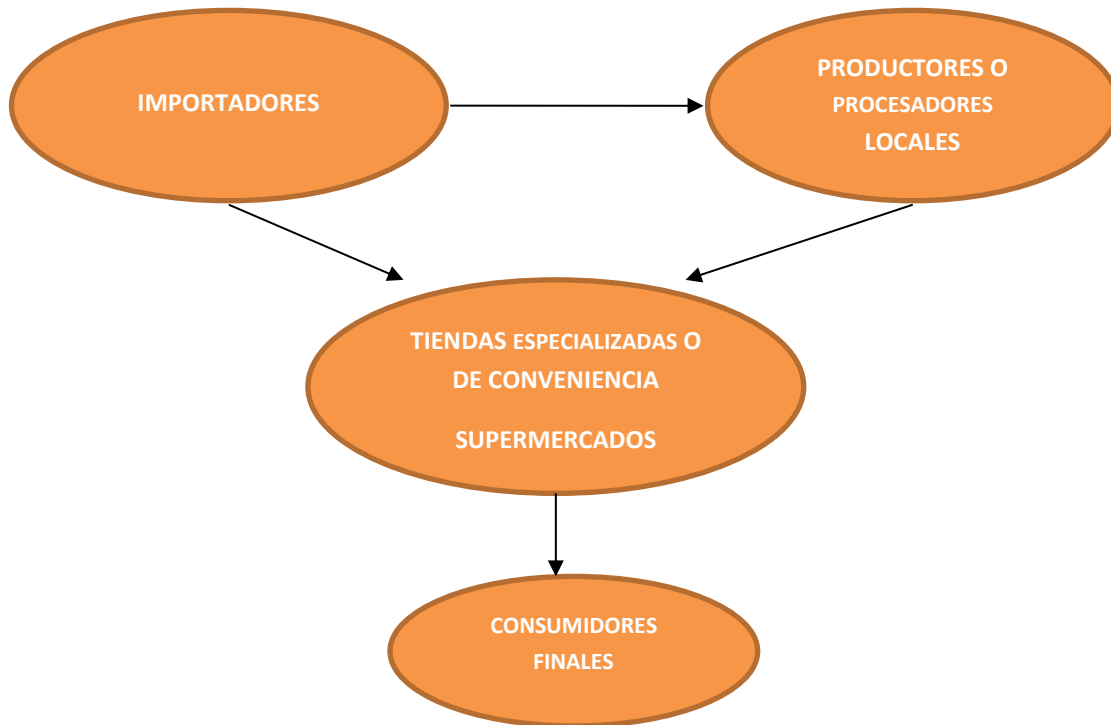 IMPORTADORES
PRODUCTORES O
PROCESADORES
LOCALES
TIENDAS ESPECIALIZADAS O
DE CONVENIENCIA
SUPERMERCADOS
CONSUMIDORES
FINALES